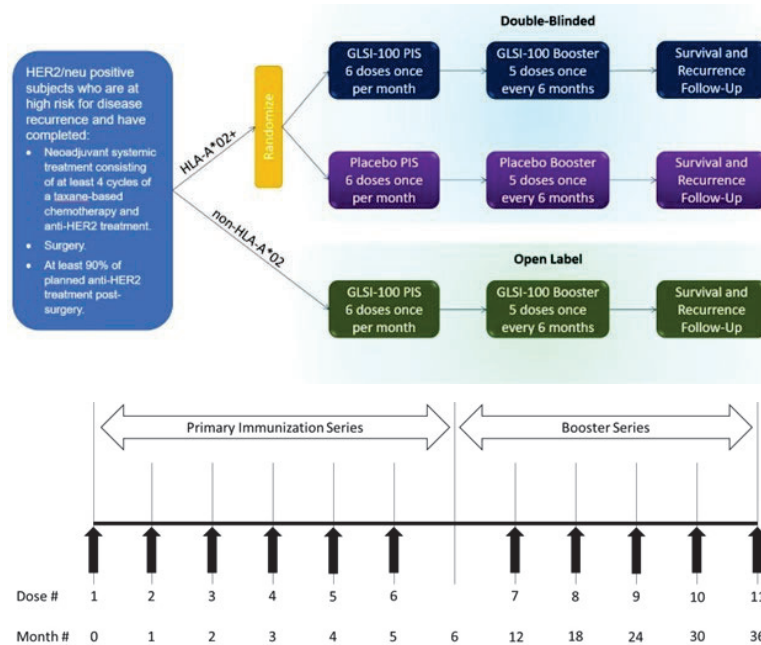 Double-Blinded
HER2/neu positive
subjects who are at
high risk for disease
recurrence and have
completed:
• Neoadjuvant systemic
treatment consisting
of at least 4 cycles of
a taxane-based
chemotherapy and
anti-HER2 treatment.
• Surgery.
• At least 90% of
planned anti-HER2
treatment post-
surgery.
HLA-A*02+
non-HLA-A*02
Randomize
GLSI-100 PIS
6 doses once
per month
GLSI-100 Booster
5 doses once
every 6 months
Survival and
Recurrence
Follow-Up
Placebo PIS
6 doses once
per month
Placebo Booster
5 doses once
every 6 months
Survival and
Recurrence
Follow-Up
Open Label
GLSI-100 PIS
6 doses once
per month
GLSI-100 Booster
5 doses once
every 6 months
Survival and
Recurrence
Follow-Up
Primary Immunization Series
Booster Series
Dose # 1 2 3 4 5 6 7 8 9 10 11
Month # 0 1 2 3 4 5 6 12 18 24 30 36